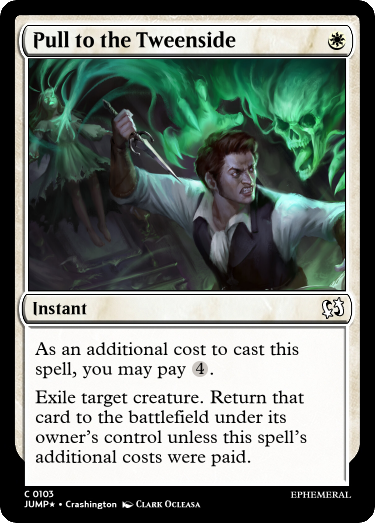 Pull to the Tweenside
Instant
As an additional cost to cast this
spell, you may pay 4.
Exile target creature. Return that
card to the battlefield under its
owner's control unless this spell's
additional costs were paid.
C 0103
JUMP★ • Crashington Clark Ocleasa
EPHEMERAL